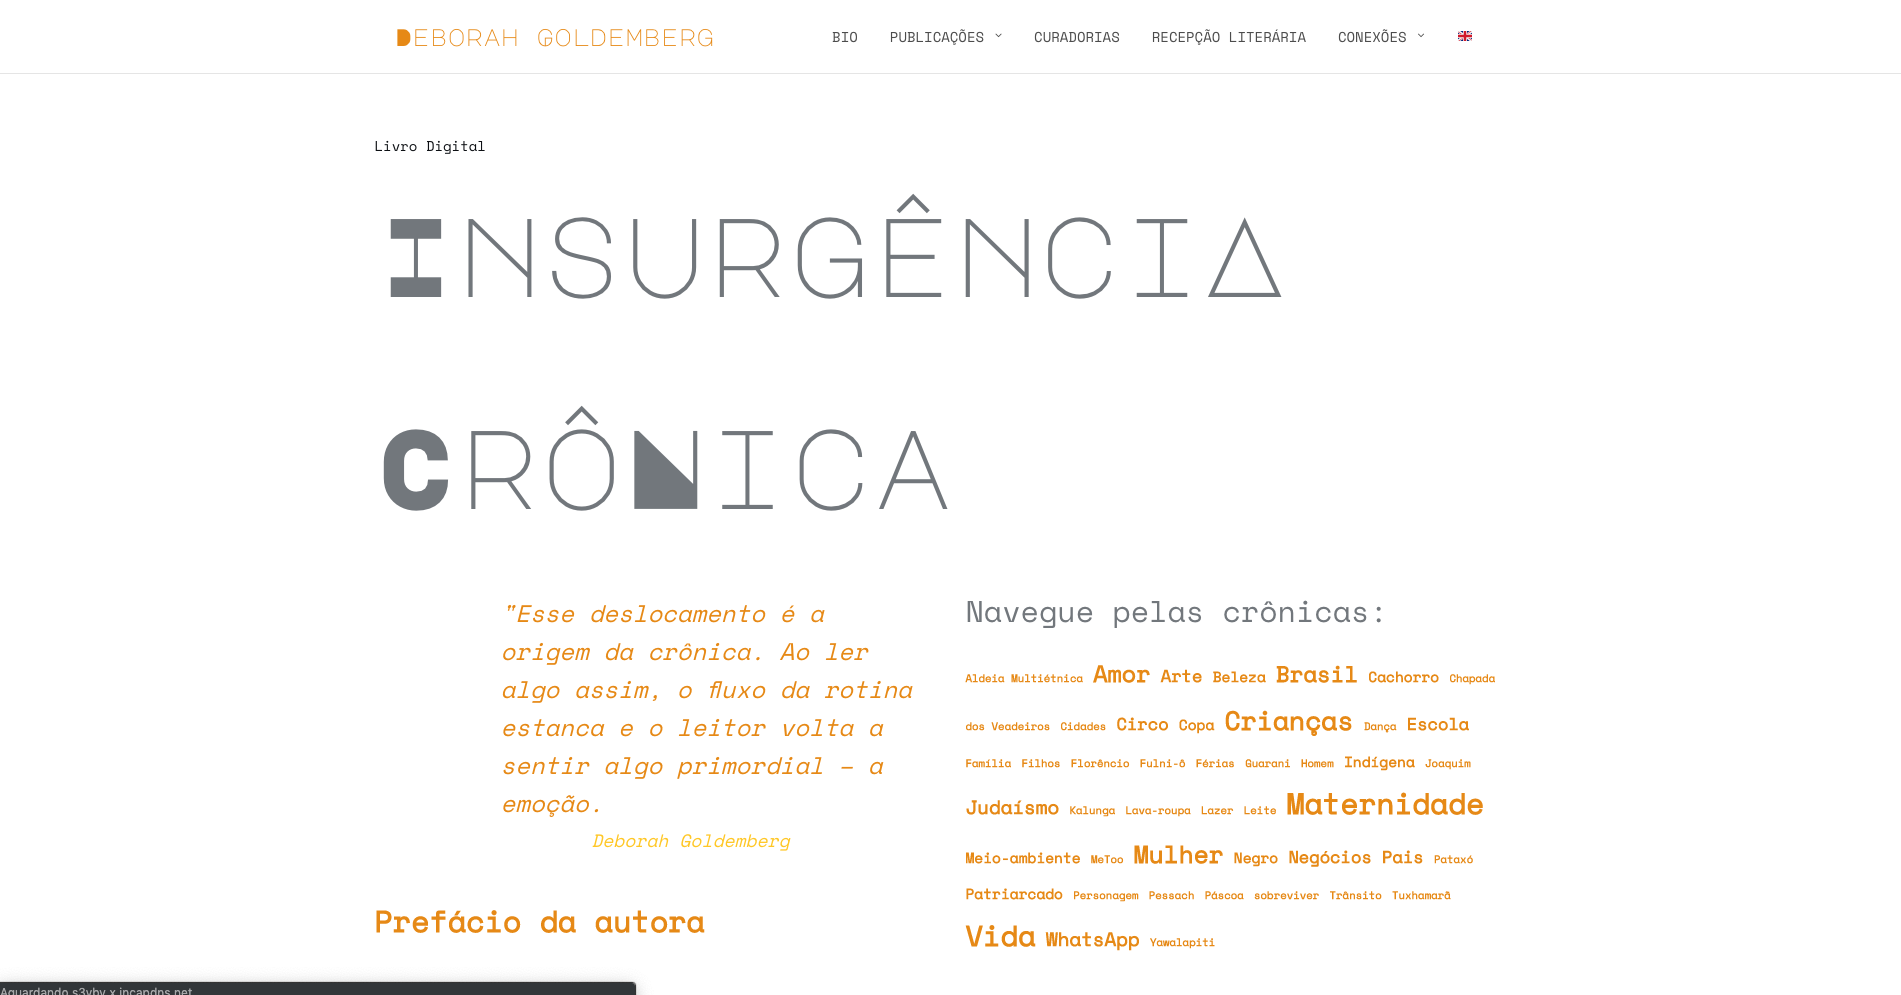 DEBORAH GOLDEMBERG
BIO PUBLICAÇÕES CURADORIAS RECEPÇÃO LITERÁRIA CONEXÕES
Livro Digital
INSURGÊNCIA
CRÔNICA
"Esse deslocamento é a
origem da crônica. Ao ler
algo assim, o fluxo da rotina
estanca e o leitor volta a
sentir algo primordial – a
emoção.
Deborah Goldemberg
Prefácio da autora
Navegue pelas crônicas:
Aldeia Multiétnica Amor Arte Beleza Brasil Cachorro Chapada
dos Veadeiros Cidades Circo Copa Crianças Dança Escola
Família Filhos Florêncio Fulni-ô Férias Guarani Homem Indígena Joaquim
Judaísmo Kalunga Lava-roupa Lazer Leite Maternidade
Meio-ambiente MeToo Mulher Negro Negócios Pais Pataxó
Patriarcado Personagem Pessach Páscoa sobreviver Trânsito Tuxhamarã
Vida WhatsApp Yawalapiti